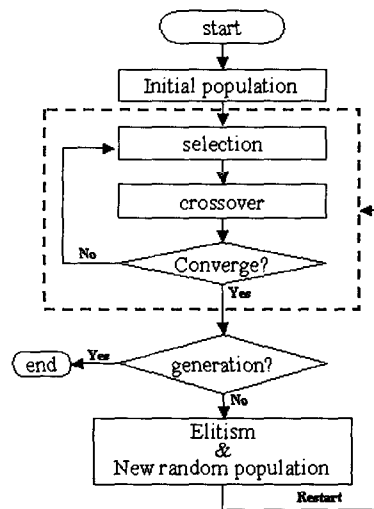 start
Initial population
selection
crossover
No
Converge?
Yes
end
Yes
generation?
No
Elitism
&
New random population
Restart